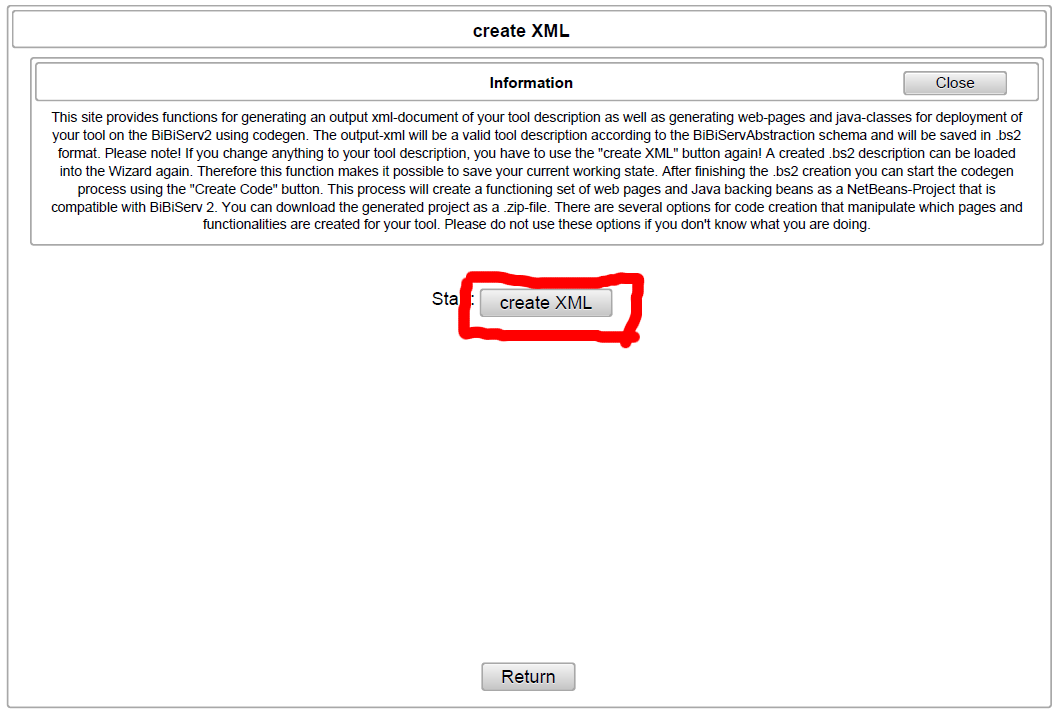 create XML
Information
Close
This site provides functions for generating an output xml-document of your tool description as well as generating web-pages and java-classes for deployment of
your tool on the BiBiServ2 using codegen. The output-xml will be a valid tool description according to the BiBiServAbstraction schema and will be saved in .bs2
format. Please note! If you change anything to your tool description, you have to use the "create XML" button again! A created .bs2 description can be loaded
into the Wizard again. Therefore this function makes it possible to save your current working state. After finishing the .bs2 creation you can start the codegen
process using the "Create Code" button. This process will create a functioning set of web pages and Java backing beans as a NetBeans-Project that is
compatible with BiBiServ 2. You can download the generated project as a .zip-file. There are several options for code creation that manipulate which pages and
functionalities are created for your tool. Please do not use these options if you don't know what you are doing.
create XML
Return